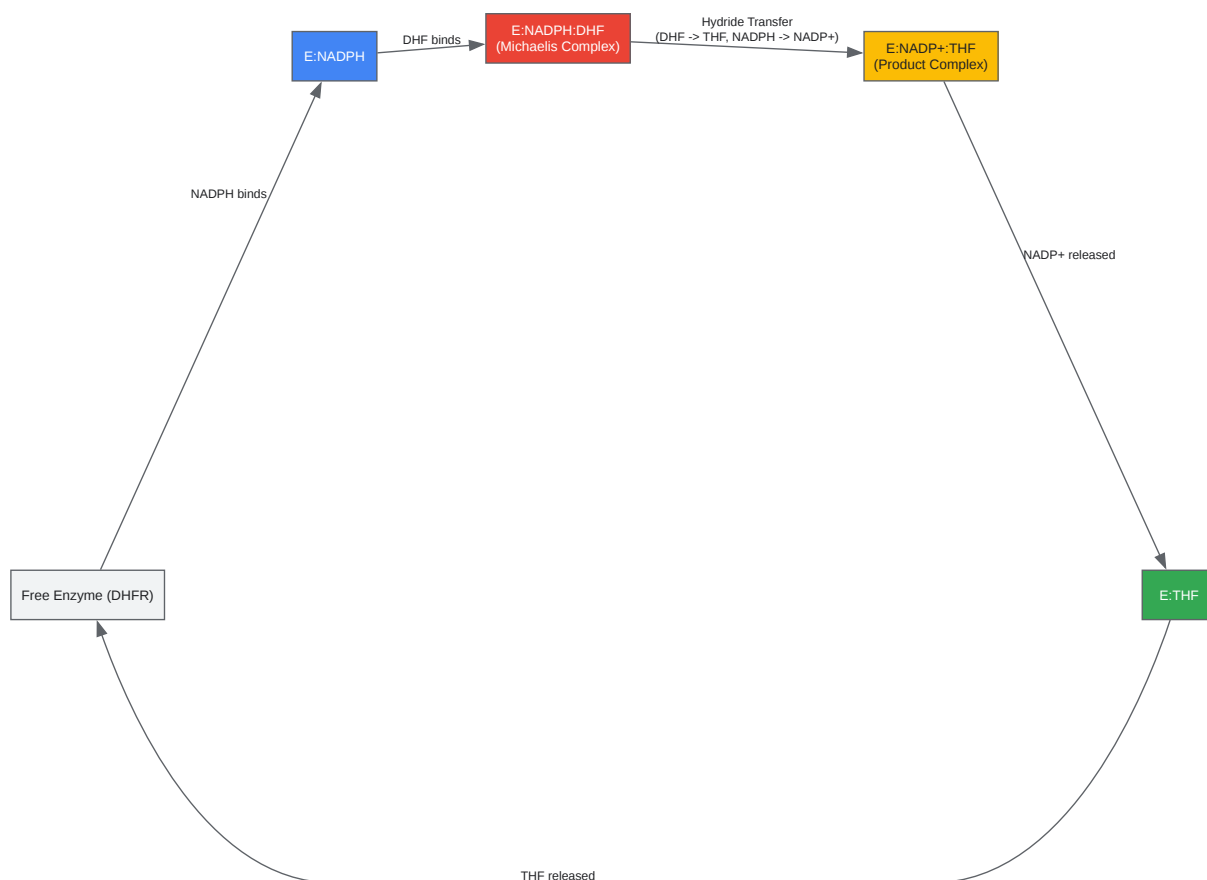 E:NADPH
DHF binds
E:NADPH:DHF
(Michaelis Complex)
Hydride Transfer
(DHF -> THF, NADPH -> NADP+)
E:NADP+:THF
(Product Complex)
NADPH binds
NADP+ released
Free Enzyme (DHFR)
E:THF
THF released